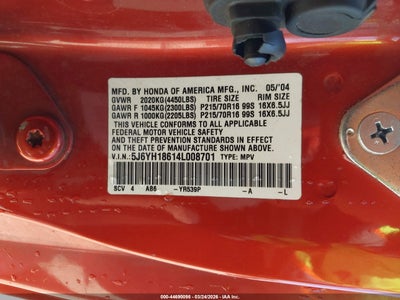 MFD. BY HONDA OF AMERICA MFG., INC. 05/'04
GVWR 2020KG(4450LBS) TIRE SIZE RIM SIZE
GAWR F 1045KG(2300LBS) P215/70R16 99S 16X6.5JJ
GAWR R 1000KG(2205LBS) P215/70R16 99S 16X6.5JJ
THIS VEHICLE CONFORMS TO ALL APPLICABLE
FEDERAL MOTOR VEHICLE SAFETY
AND THEFT PREVENTION STANDARDS IN EFFECT ON
THE DATE OF MANUFACTURE SHOWN ABOVE.
V.I.N.: 5J6YH18614L008701 TYPE: MPV
SCV 4 A86 -YR539P -A -L
000-44690096 - 03/24/2026 - IAA Inc.